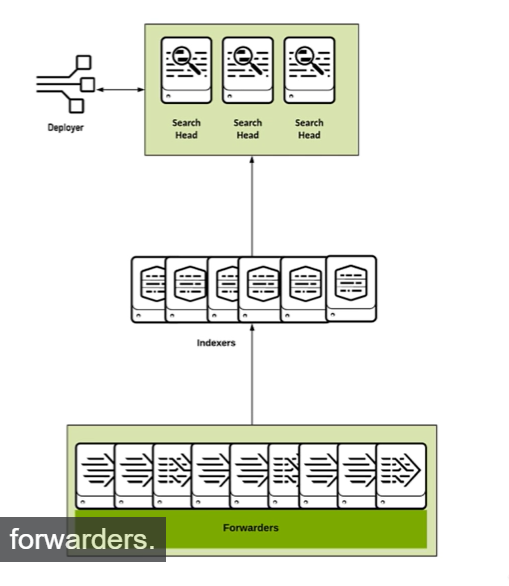 Deployer
Search
Head
Search
Head
Search
Head
Indexers
Forwarders
forwarders.